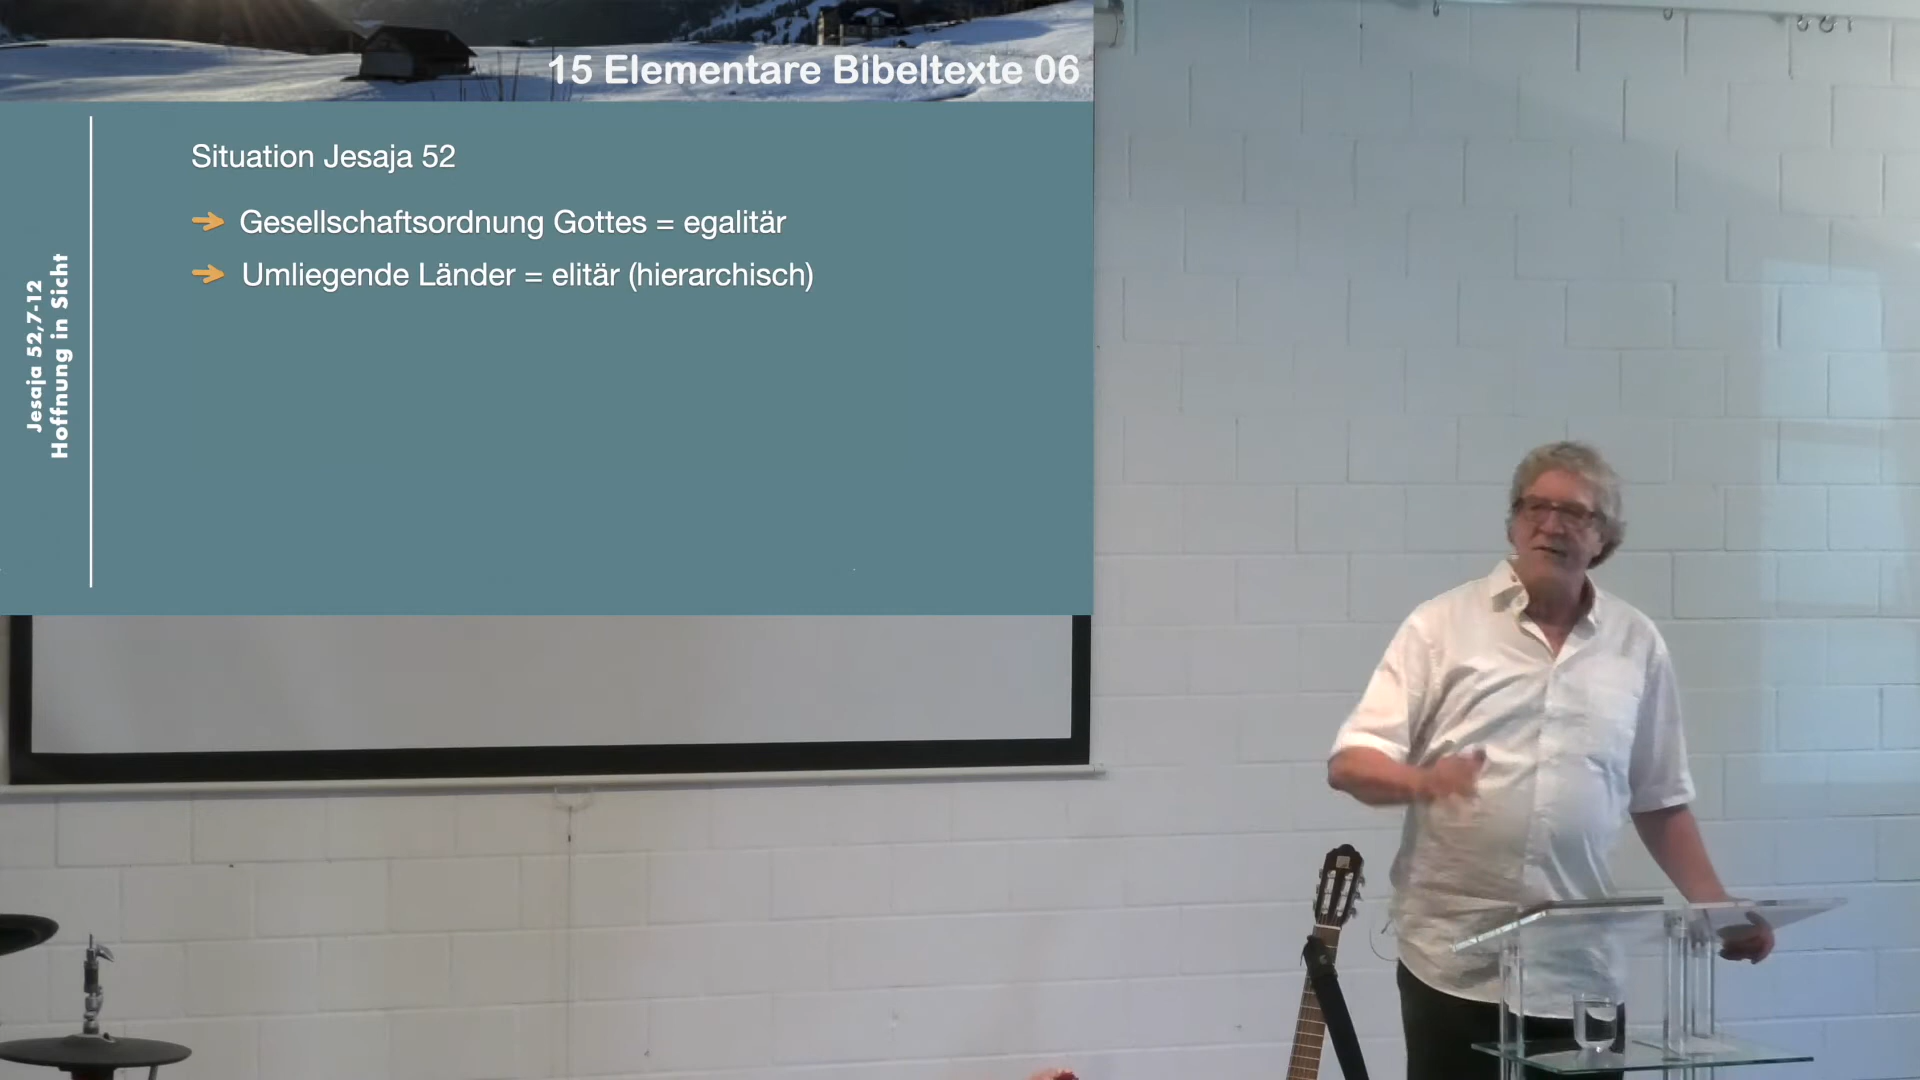 15 Elementare Bibeltexte 06
Situation Jesaja 52
Gesellschaftsordnung Gottes = egalitär
Umliegende Länder = elitär (hierarchisch)
Jesaja 52,7-12
Hoffnung in Sicht